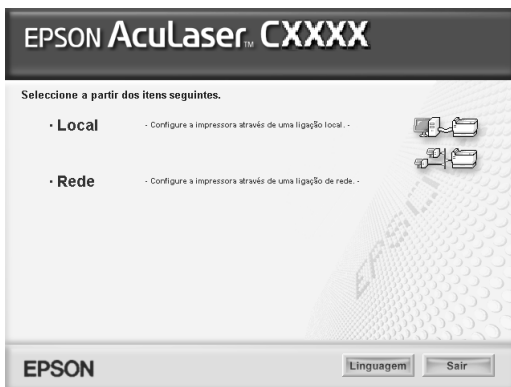 EPSON AcuLaser™ CXXXX
Seleccione a partir dos itens seguintes.
· Local - Configure a impressora através de uma ligação local. -
· Rede - Configure a impressora através de uma ligação de rede. -
EPSON
EPSON Linguagem Sair